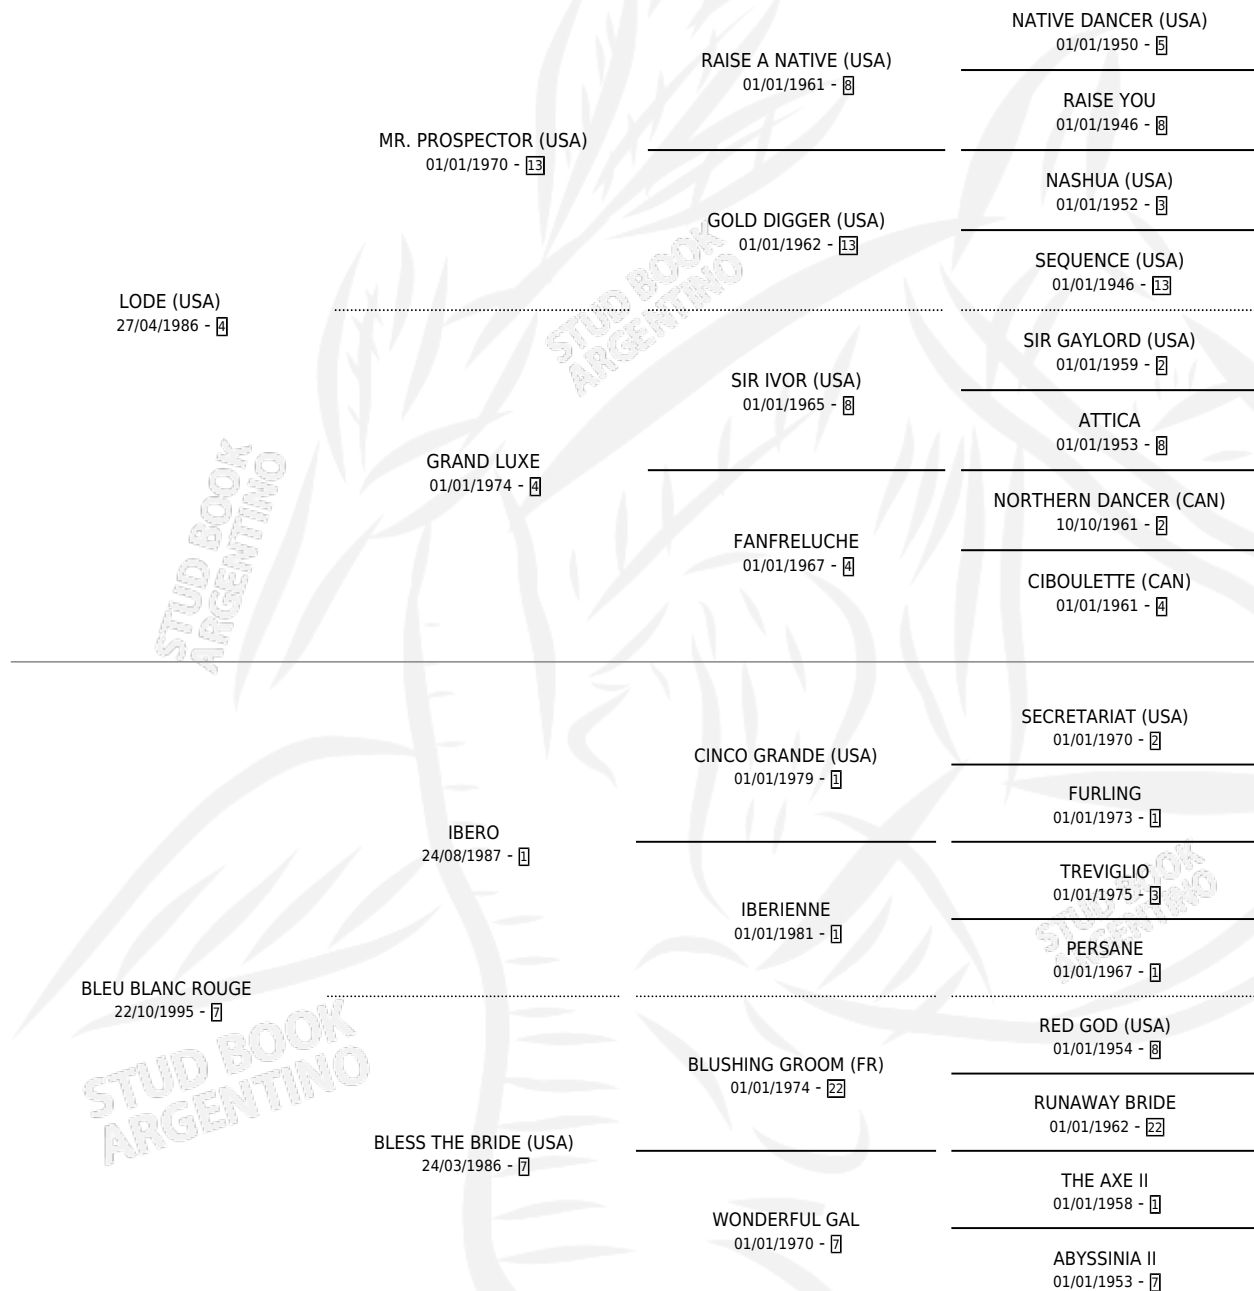 NATIVE DANCER (USA)
01/01/1950 - 5
RAISE A NATIVE (USA)
01/01/1961 - 8
RAISE YOU
01/01/1946 - 8
MR. PROSPECTOR (USA)
01/01/1970 - 13
NASHUA (USA)
01/01/1952 - 3
GOLD DIGGER (USA)
01/01/1962 - 13
SEQUENCE (USA)
01/01/1946 - 13
LODE (USA)
27/04/1986 - 4
SIR GAYLORD (USA)
01/01/1959 - 2
SIR IVOR (USA)
01/01/1965 - 8
ATTICA
01/01/1953 - 8
GRAND LUXE
01/01/1974 - 4
NORTHERN DANCER (CAN)
10/10/1961 - 2
FANFRELUCHE
01/01/1967 - 4
CIBOULETTE (CAN)
01/01/1961 - 4
SECRETARIAT (USA)
01/01/1970 - 2
CINCO GRANDE (USA)
01/01/1979 - 1
FURLING
01/01/1973 - 1
IBERO
24/08/1987 - 1
TREVIGLIO
01/01/1975 - 3
IBERIENNE
01/01/1981 - 1
PERSANE
01/01/1967 - 1
BLEU BLANC ROUGE
22/10/1995 - 7
RED GOD (USA)
01/01/1954 - 8
BLUSHING GROOM (FR)
01/01/1974 - 22
RUNAWAY BRIDE
01/01/1962 - 22
BLESS THE BRIDE (USA)
24/03/1986 - 7
THE AXE II
01/01/1958 - 1
WONDERFUL GAL
01/01/1970 - 7
ABYSSINIA II
01/01/1953 - 7
STUD BOOK
ARGENTINO
STUD BOOK
ARGENTINO
STUD BOOK
ARGENTINO
STUD BOOK
ARGENTINO